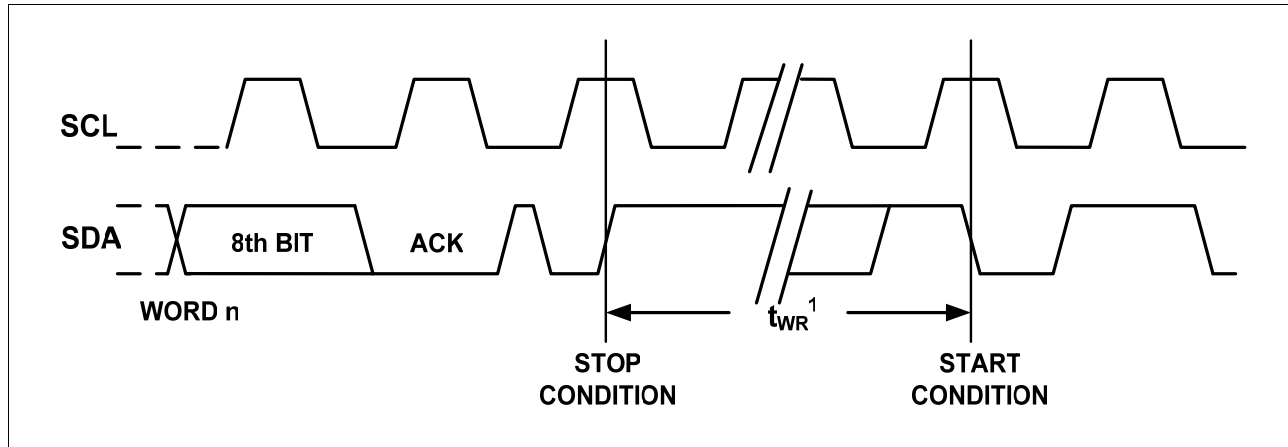 SCL
SDA
8th BIT
ACK
WORD n
tWR1
STOP
CONDITION
START
CONDITION